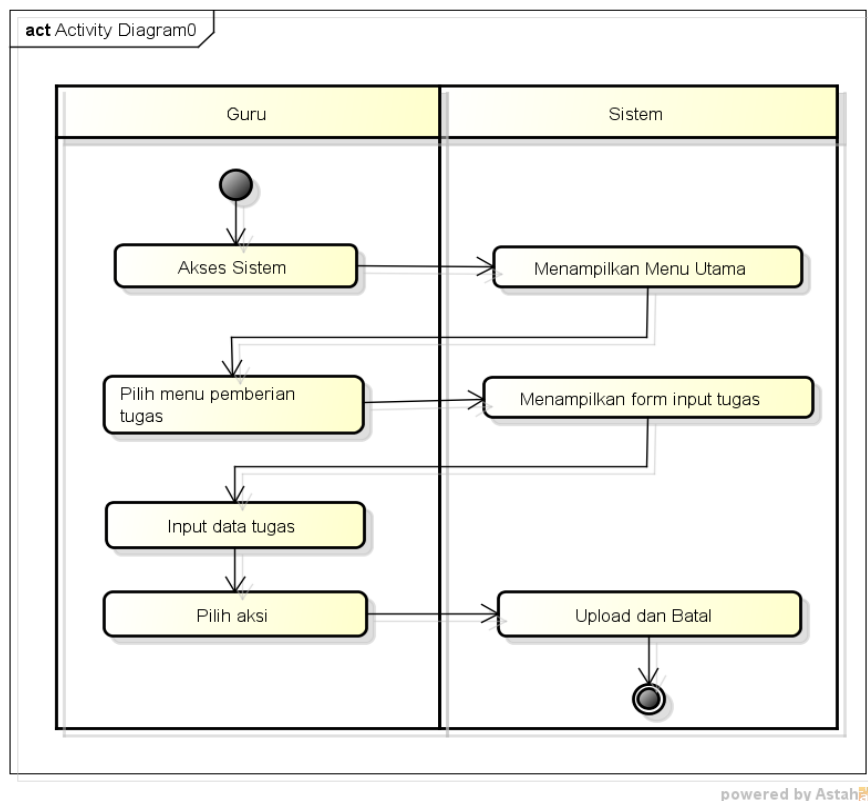 act Activity Diagram0
Guru
Sistem
Akses Sistem
Menampilkan Menu Utama
Pilih menu pemberian
tugas
Menampilkan form input tugas
Input data tugas
Pilih aksi
Upload dan Batal
powered by Astah